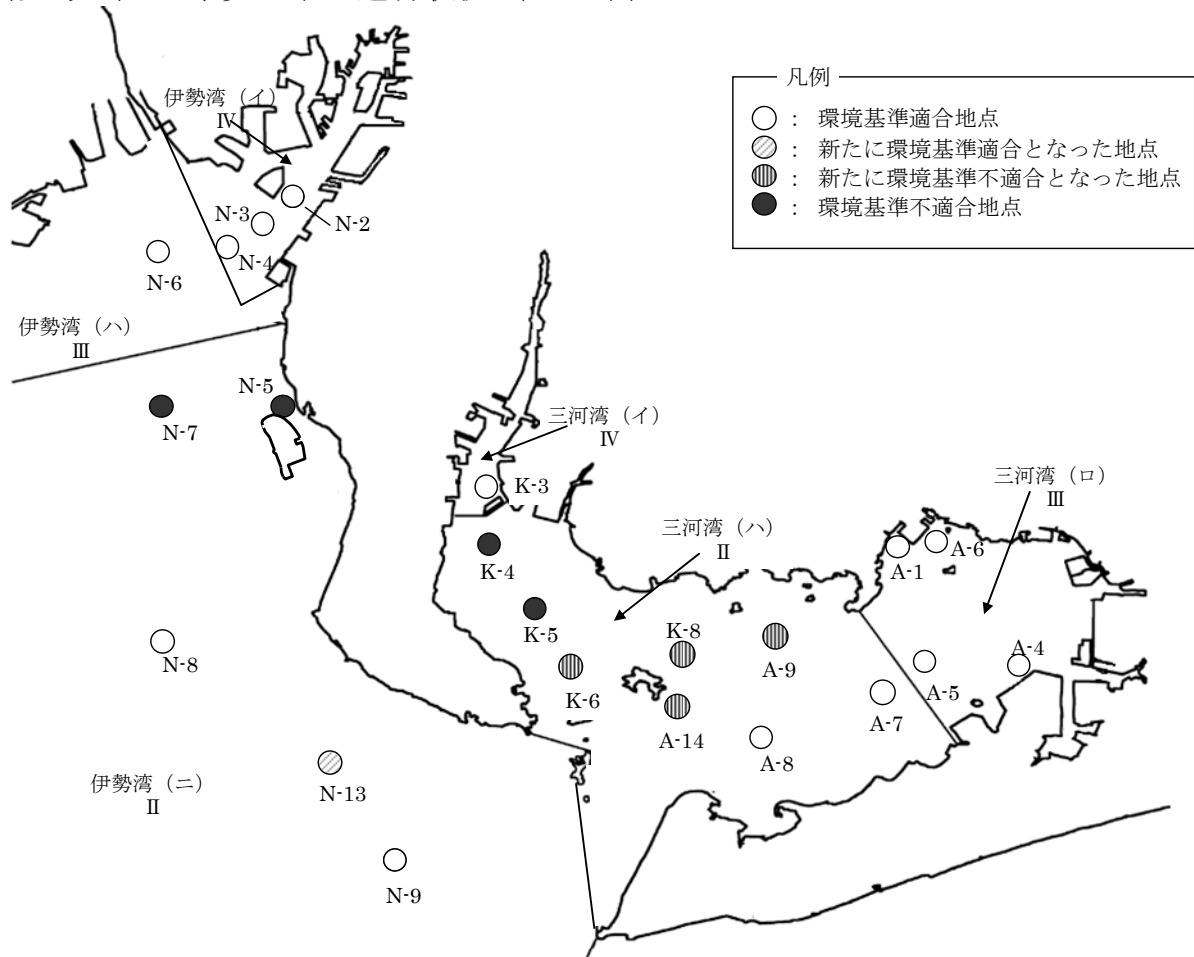 伊勢湾（イ）
Ⅳ
凡例
○ ： 環境基準適合地点
： 新たに環境基準適合となった地点
： 新たに環境基準不適合となった地点
● ： 環境基準不適合地点
N-3
N-2
N-4
N-6
伊勢湾（ハ）
Ⅲ
N-5
N-7
三河湾（イ）
Ⅳ
K-3
三河湾（ロ）
Ⅲ
三河湾（ハ）
Ⅱ
A-6
A-1
K-4
K-5
K-8
A-4
N-8
K-6
A-9
A-5
A-7
A-14
A-8
伊勢湾（ニ）
Ⅱ
N-13
N-9